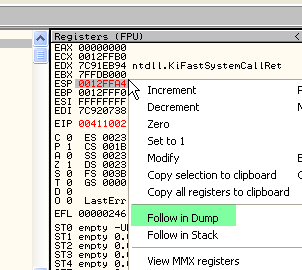 Registers (FPU)
EAX 00000000
ECX 0012FFB0
EDX 7C91EB94 ntdll.KiFastSystemCallRet
EBX 7FFDB000
ESP 0012FFA4
EBP 0012FFF0
ESI FFFFFFFF
EDI 7C920738
EIP 00411002
C 0 ES 0023
P 1 CS 001B
A 0 SS 0023
Z 1 DS 0023
S 0 FS 003B
T 0 GS 0000
D 0
O 0 LastErr
EFL 00000246
ST0 empty
ST1 empty
ST2 empty
ST3 empty
ST4 empty
Increment
Decrement
Zero
Set to 1
Modify
Copy selection to clipboard
Copy all registers to clipboard
Follow in Dump
Follow in Stack
View MMX registers